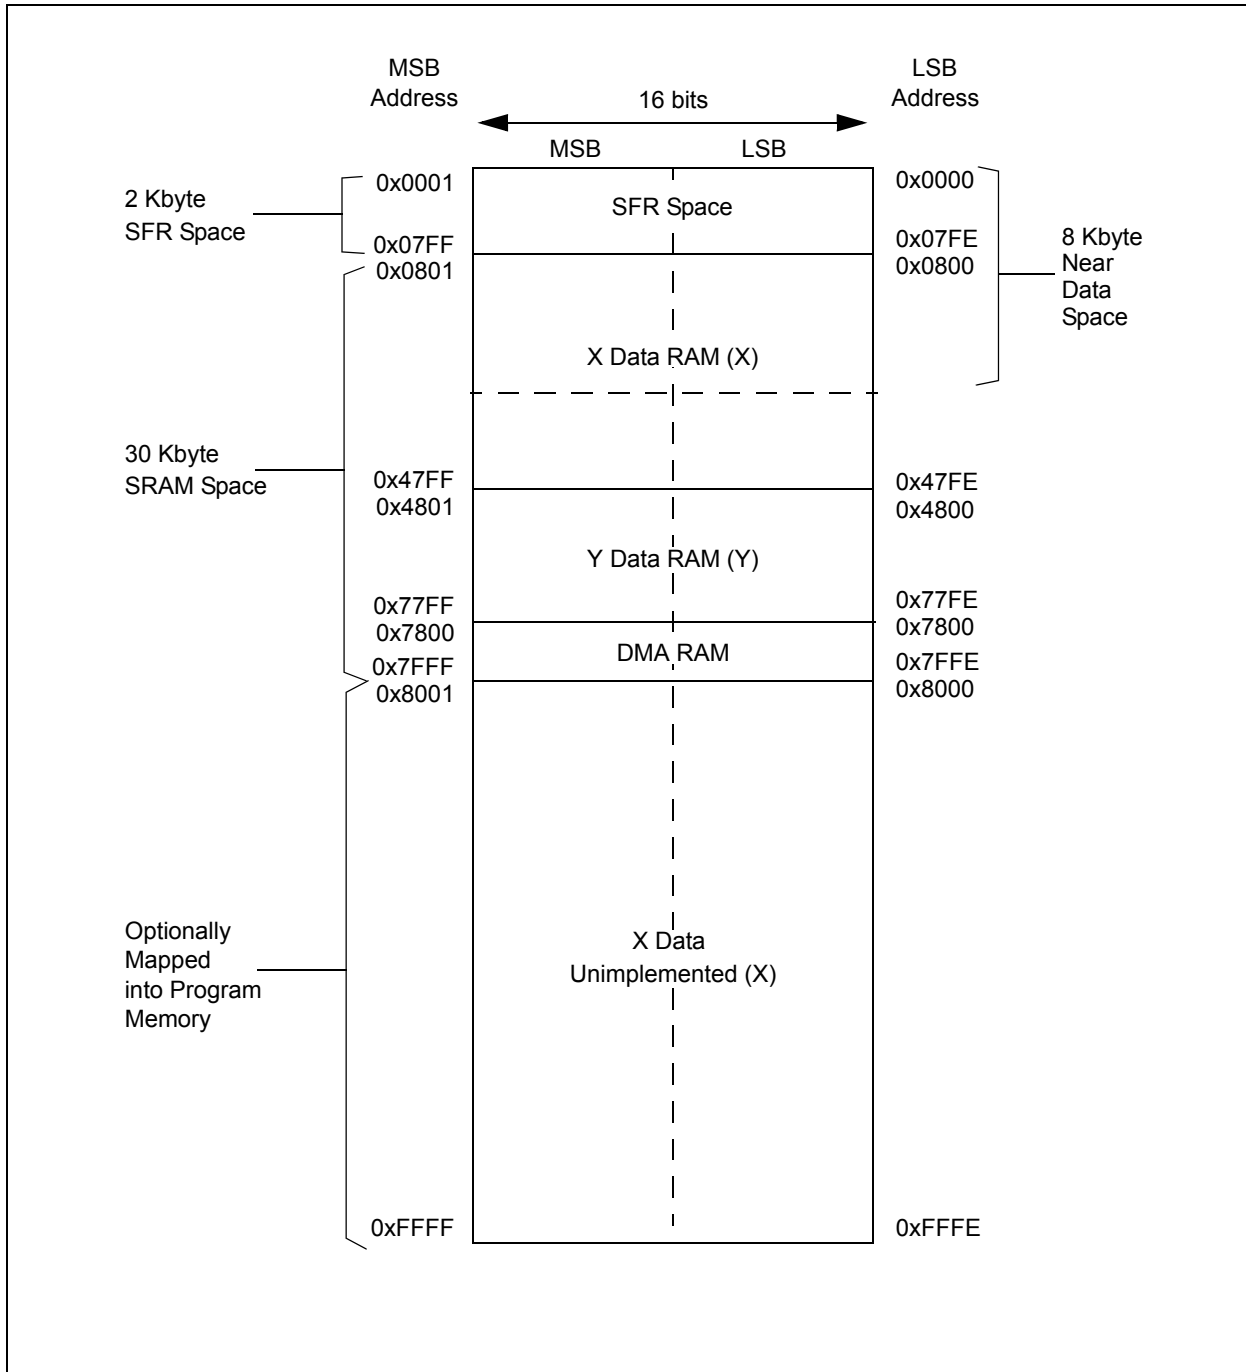 MSB
Address
LSB
Address
16 bits
MSB
LSB
2 Kbyte
SFR Space
0x0001
SFR Space
0x0000
0x07FF
0x0801
0x07FE
0x0800
8 Kbyte
Near
Data
Space
X Data RAM (X)
30 Kbyte
SRAM Space
0x47FF
0x4801
0x47FE
0x4800
Y Data RAM (Y)
0x77FF
0x7800
0x77FE
0x7800
DMA RAM
0x7FFF
0x8001
0x7FFE
0x8000
Optionally
Mapped
into Program
Memory
X Data
Unimplemented (X)
0xFFFF
0xFFFE